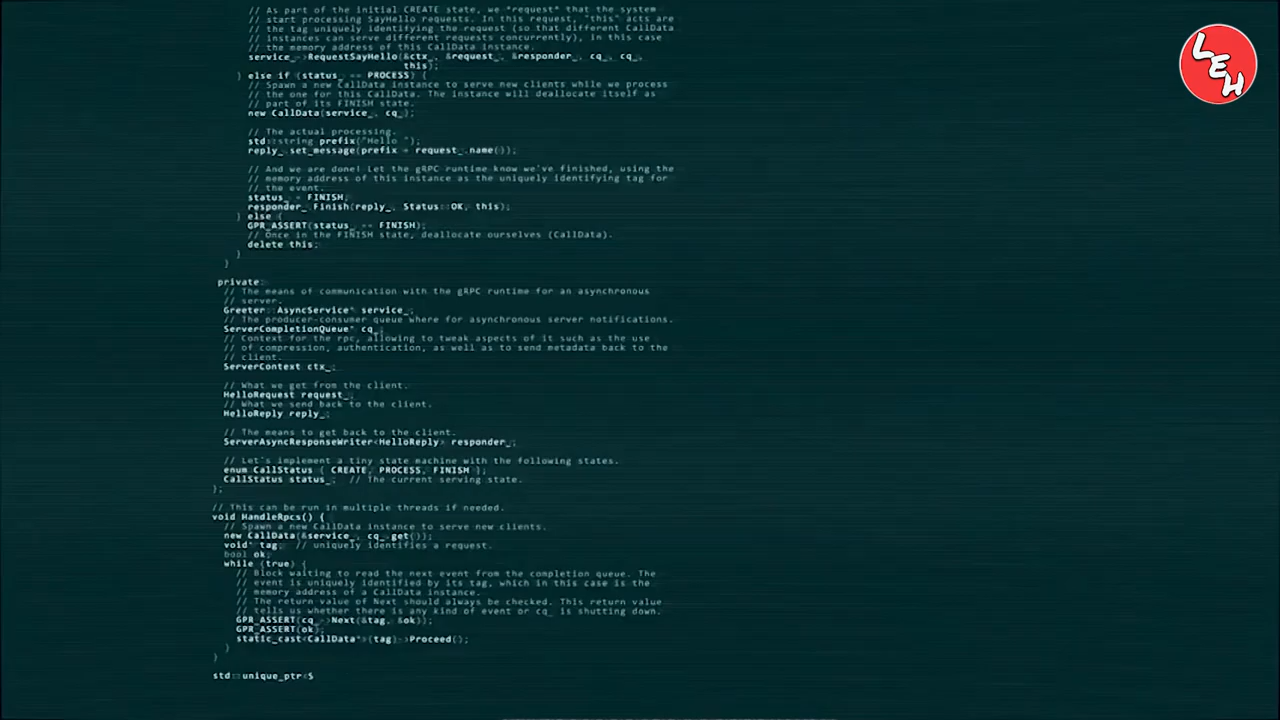 // As part of the initial CREATE state, we *request* that the system
// start processing SayHello requests. In this request, "this" acts are
// the tag uniquely identifying the request (so that different CallData
// instances can serve different requests concurrently), in this case
// the memory address of this CallData instance.
service_->RequestSayHello(&ctx_, &request_, &responder_, cq_, cq_,
this);
} else if (status_ == PROCESS) {
// Spawn a new CallData instance to serve new clients while we process
// the one for this CallData. The instance will deallocate itself as
// part of its FINISH state.
new CallData(service_, cq_);
// The actual processing.
std::string prefix("Hello ");
reply_.set_message(prefix + request_.name());
// And we are done! Let the gRPC runtime know we've finished, using the
// memory address of this instance as the uniquely identifying tag for
// the event.
status_ = FINISH;
responder_.Finish(reply_, Status::OK, this);
} else {
GPR_ASSERT(status_ == FINISH);
// Once in the FINISH state, deallocate ourselves (CallData).
delete this;
}
}
private:
// The means of communication with the gRPC runtime for an asynchronous
// server.
Greeter::AsyncService* service_;
// The producer-consumer queue where for asynchronous server notifications.
ServerCompletionQueue* cq_;
// Context for the rpc, allowing to tweak aspects of it such as the use
// of compression, authentication, as well as to send metadata back to the
// client.
ServerContext ctx_;
// What we get from the client.
HelloRequest request_;
// What we send back to the client.
HelloReply reply_;
// The means to get back to the client.
ServerAsyncResponseWriter<HelloReply> responder_;
// Let's implement a tiny state machine with the following states.
enum CallStatus { CREATE, PROCESS, FINISH };
CallStatus status_;  // The current serving state.
};
// This can be run in multiple threads if needed.
void HandleRpcs() {
// Spawn a new CallData instance to serve new clients.
new CallData(&service_, cq_.get());
void* tag;  // uniquely identifies a request.
bool ok;
while (true) {
// Block waiting to read the next event from the completion queue. The
// event is uniquely identified by its tag, which in this case is the
// memory address of a CallData instance.
// The return value of Next should always be checked. This return value
// tells us whether there is any kind of event or cq_ is shutting down.
GPR_ASSERT(cq_->Next(&tag, &ok));
GPR_ASSERT(ok);
static_cast<CallData*>(tag)->Proceed();
}
}
std::unique_ptr<S
LEH